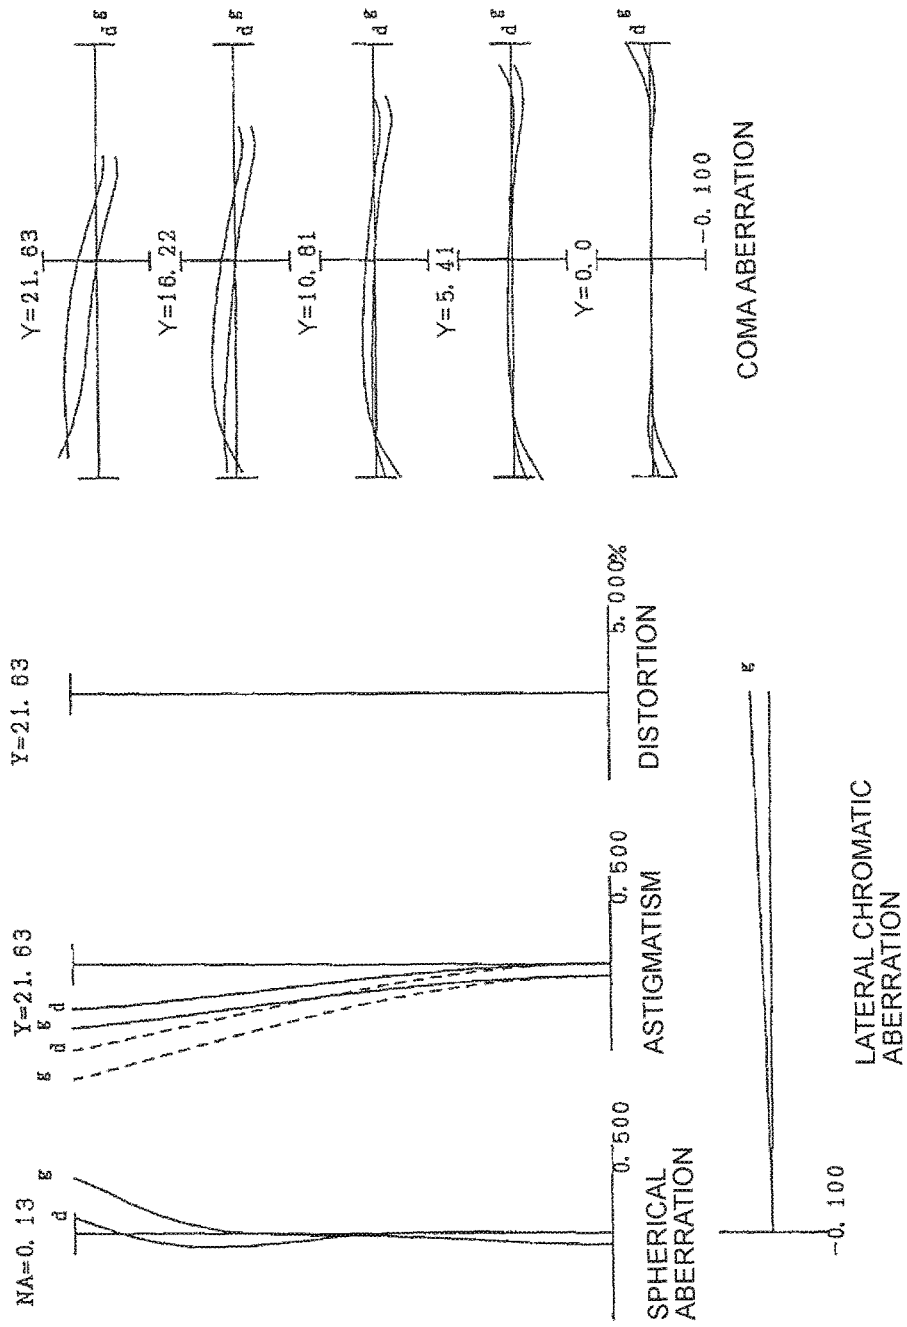 NA=0. 13
d
g
0. 500
SPHERICAL
ABERRATION
Y=21. 63
g
d
g
d
0. 500
ASTIGMATISM
Y=21. 63
5. 000%
DISTORTION
Y=21. 63
d
g
Y=16. 22
d
g
Y=10. 81
d
g
Y=5. 41
d
g
Y=0. 0
d
g
-0. 100
COMA ABERRATION
g
-0. 100
LATERAL CHROMATIC
ABERRATION